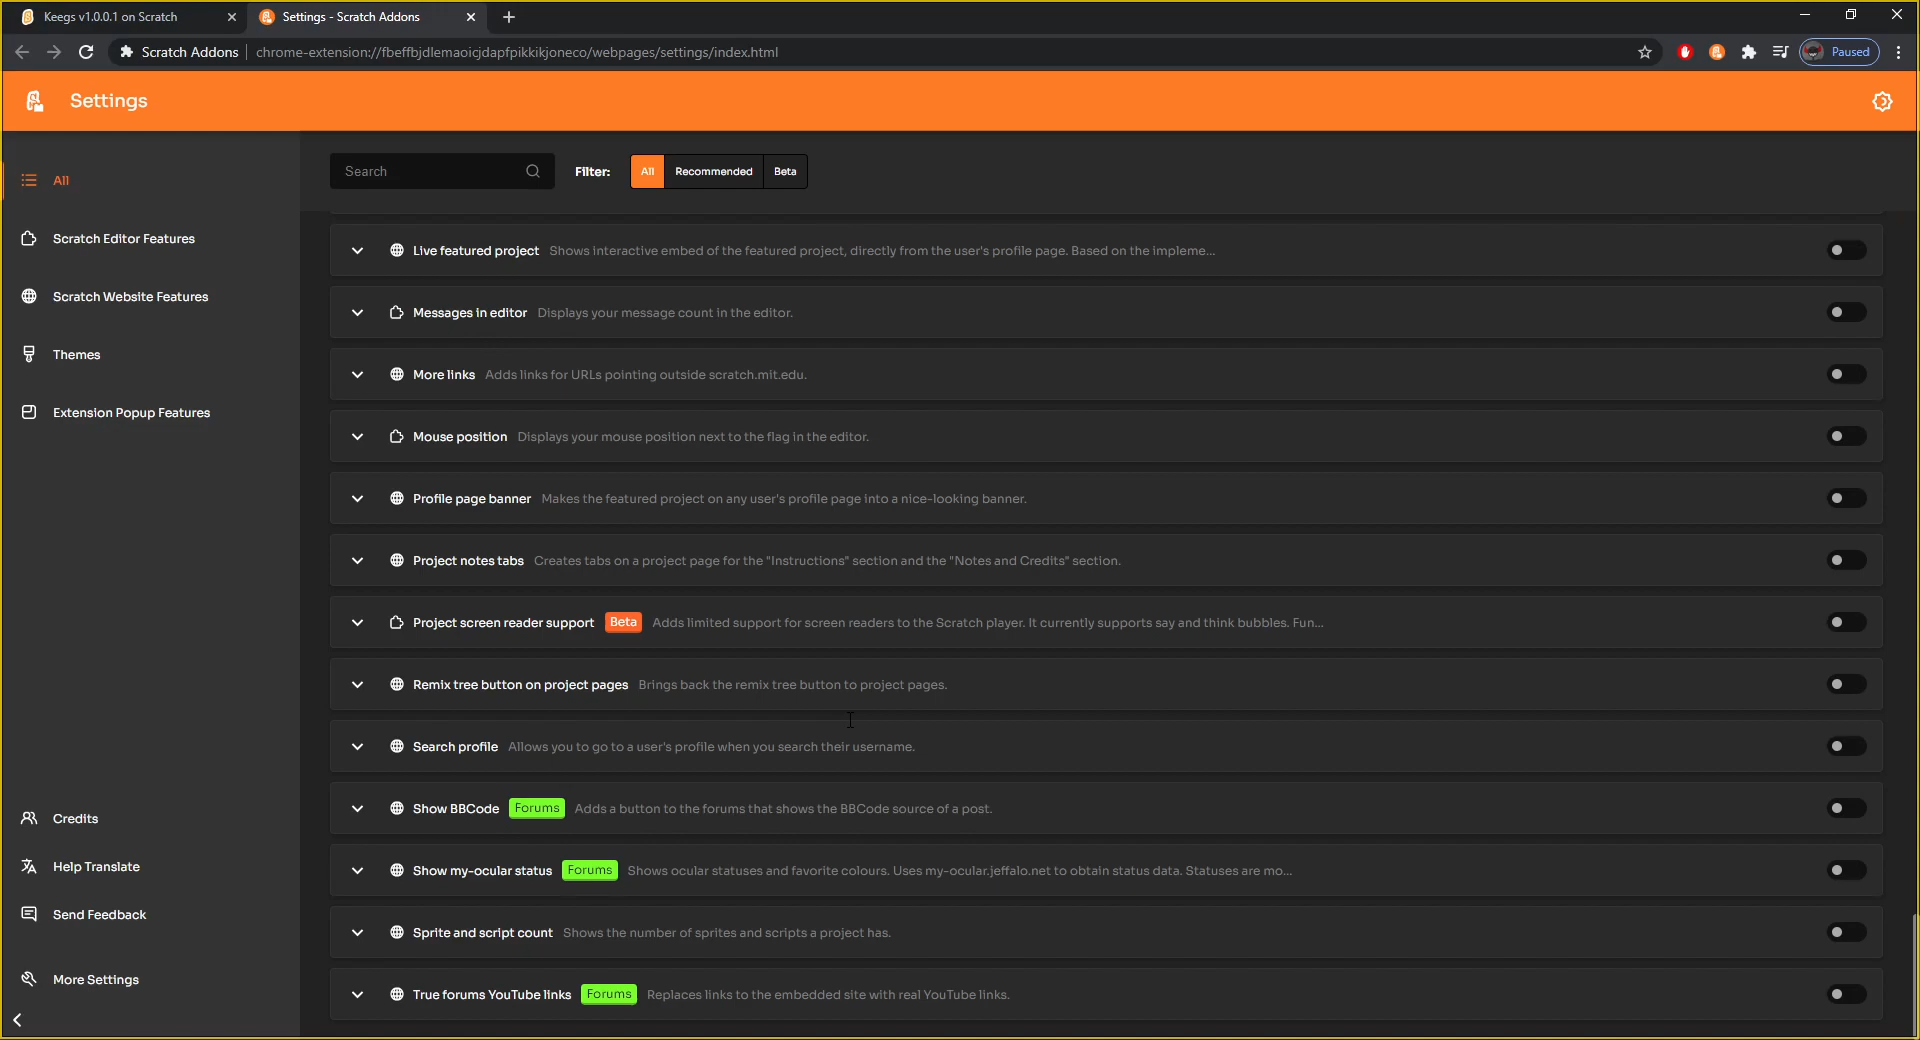 Keegs v1.0.0.1 on Scratch
Settings - Scratch Addons
Scratch Addons
chrome-extension://fbeffbjdlemaoicjdapfpikkikjoneco/webpages/settings/index.html
Paused
Settings
All
Scratch Editor Features
Scratch Website Features
Themes
Extension Popup Features
Credits
Help Translate
Send Feedback
More Settings
Search
Filter:
All
Recommended
Beta
Live featured project Shows interactive embed of the featured project, directly from the user's profile page. Based on the impleme...
Messages in editor Displays your message count in the editor.
More links Adds links for URLs pointing outside scratch.mit.edu.
Mouse position Displays your mouse position next to the flag in the editor.
Profile page banner Makes the featured project on any user's profile page into a nice-looking banner.
Project notes tabs Creates tabs on a project page for the "Instructions" section and the "Notes and Credits" section.
Project screen reader support Beta Adds limited support for screen readers to the Scratch player. It currently supports say and think bubbles. Fun...
Remix tree button on project pages Brings back the remix tree button to project pages.
Search profile Allows you to go to a user's profile when you search their username.
Show BBCode Forums Adds a button to the forums that shows the BBCode source of a post.
Show my-ocular status Forums Shows ocular statuses and favorite colours. Uses my-ocular.jeffalo.net to obtain status data. Statuses are mo...
Sprite and script count Shows the number of sprites and scripts a project has.
True forums YouTube links Forums Replaces links to the embedded site with real YouTube links.